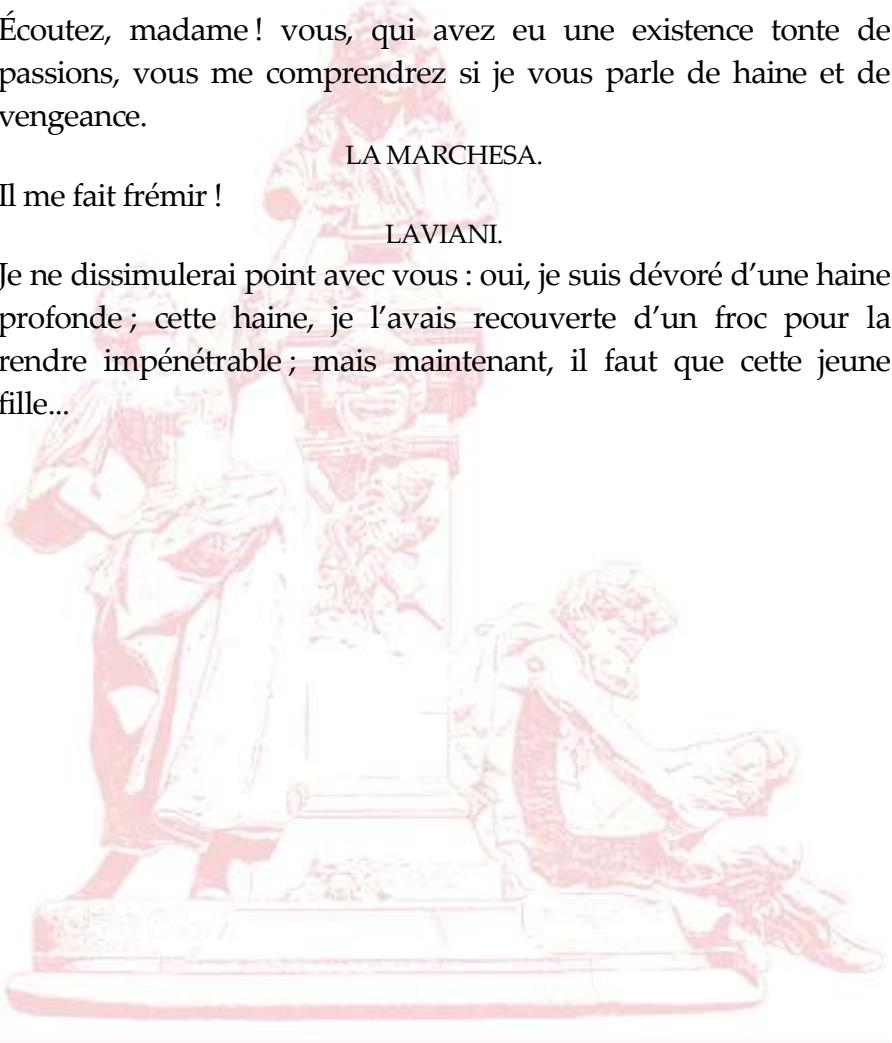 Écoutez, madame ! vous, qui avez eu une existence tonte de
passions, vous me comprendrez si je vous parle de haine et de
vengeance.
LA MARCHESA.
Il me fait frémir !
LAVIANI.
Je ne dissimulerai point avec vous : oui, je suis dévoré d’une haine
profonde ; cette haine, je l’avais recouverte d’un froc pour la
rendre impénétrable ; mais maintenant, il faut que cette jeune
fille...